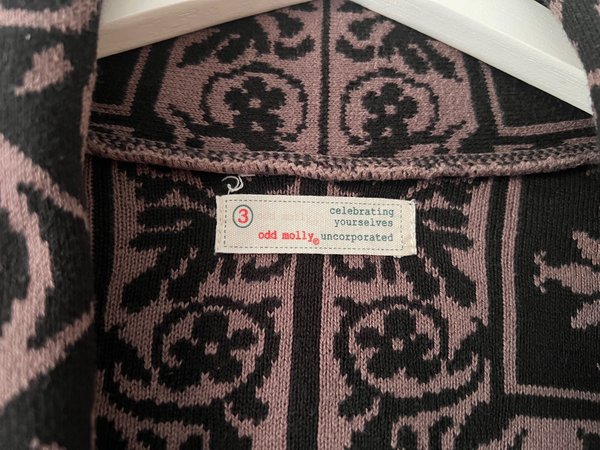 3
celebrating
yourselves
odd molly® uncorporated